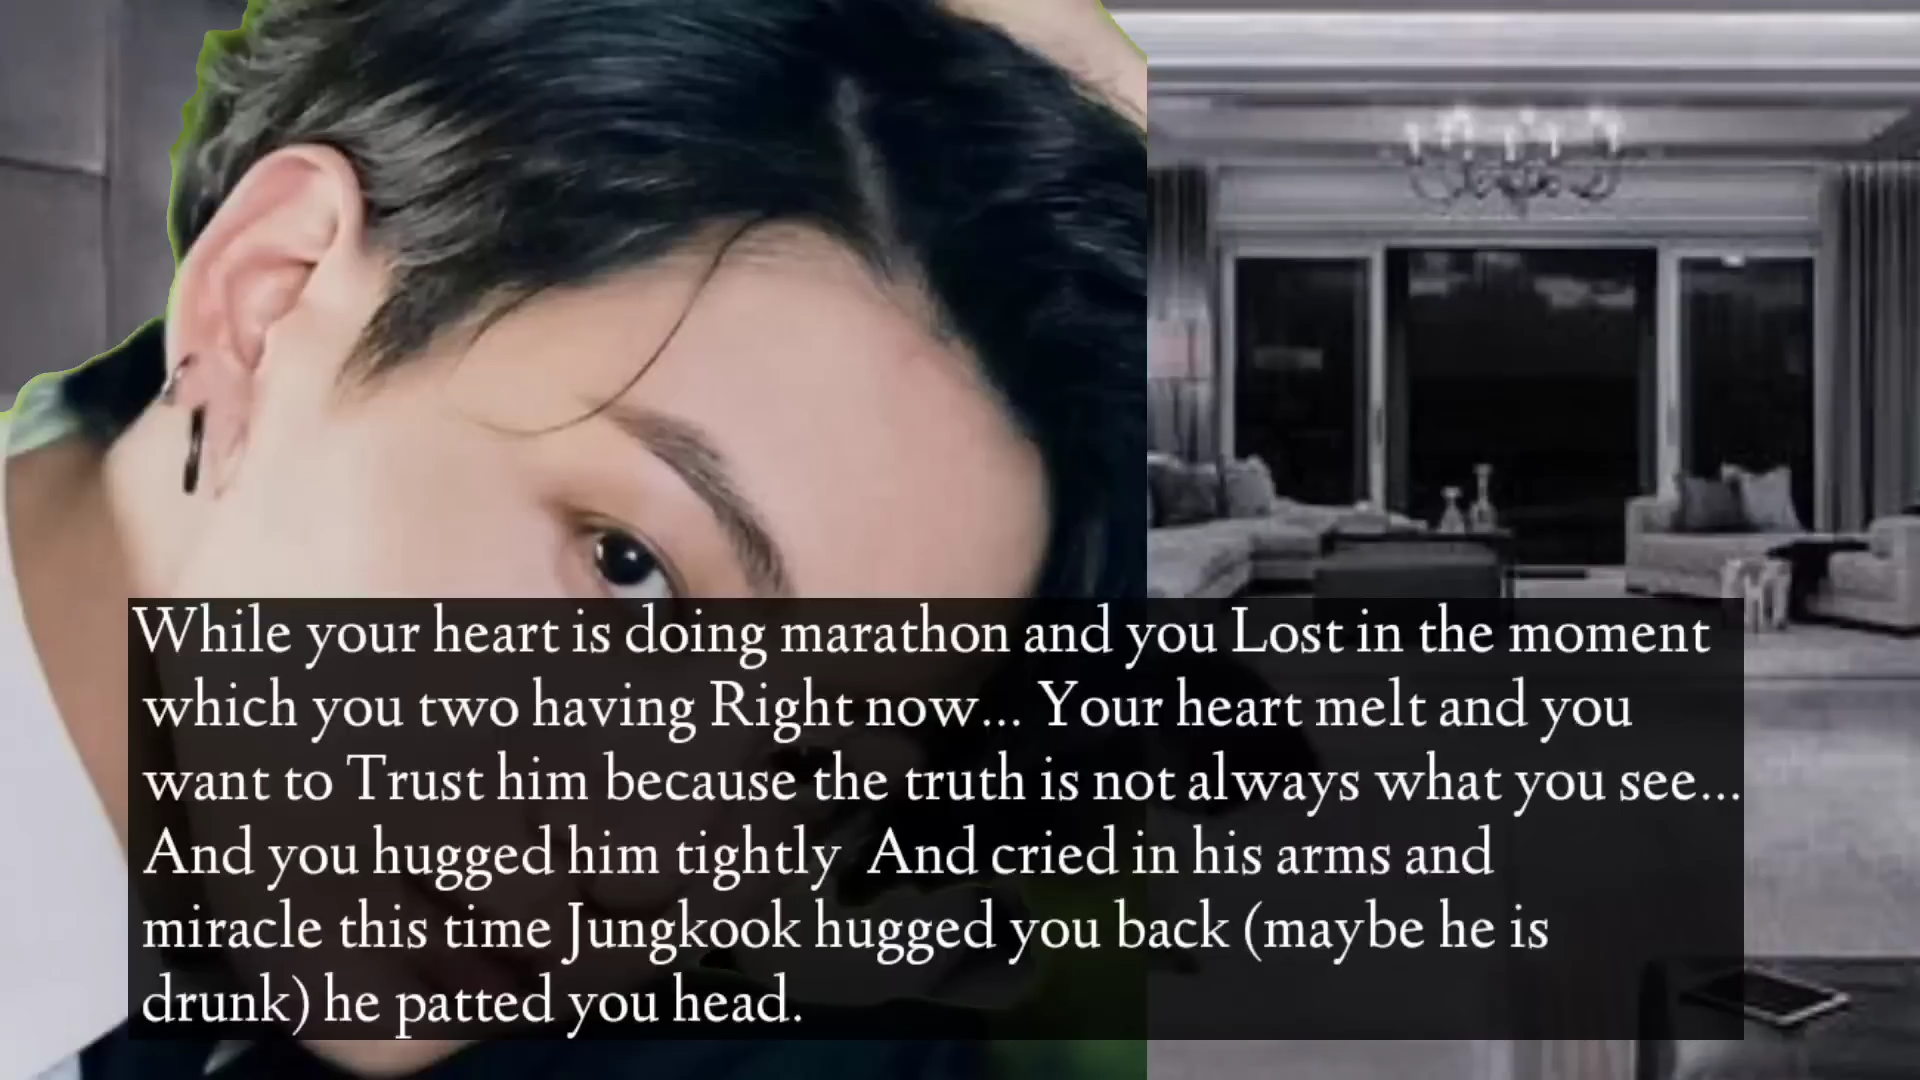 While your heart is doing marathon and you Lost in the moment
which you two having Right now... Your heart melt and you
want to Trust him because the truth is not always what you see...
And you hugged him tightly  And cried in his arms and
miracle this time Jungkook hugged you back (maybe he is
drunk) he patted you head.